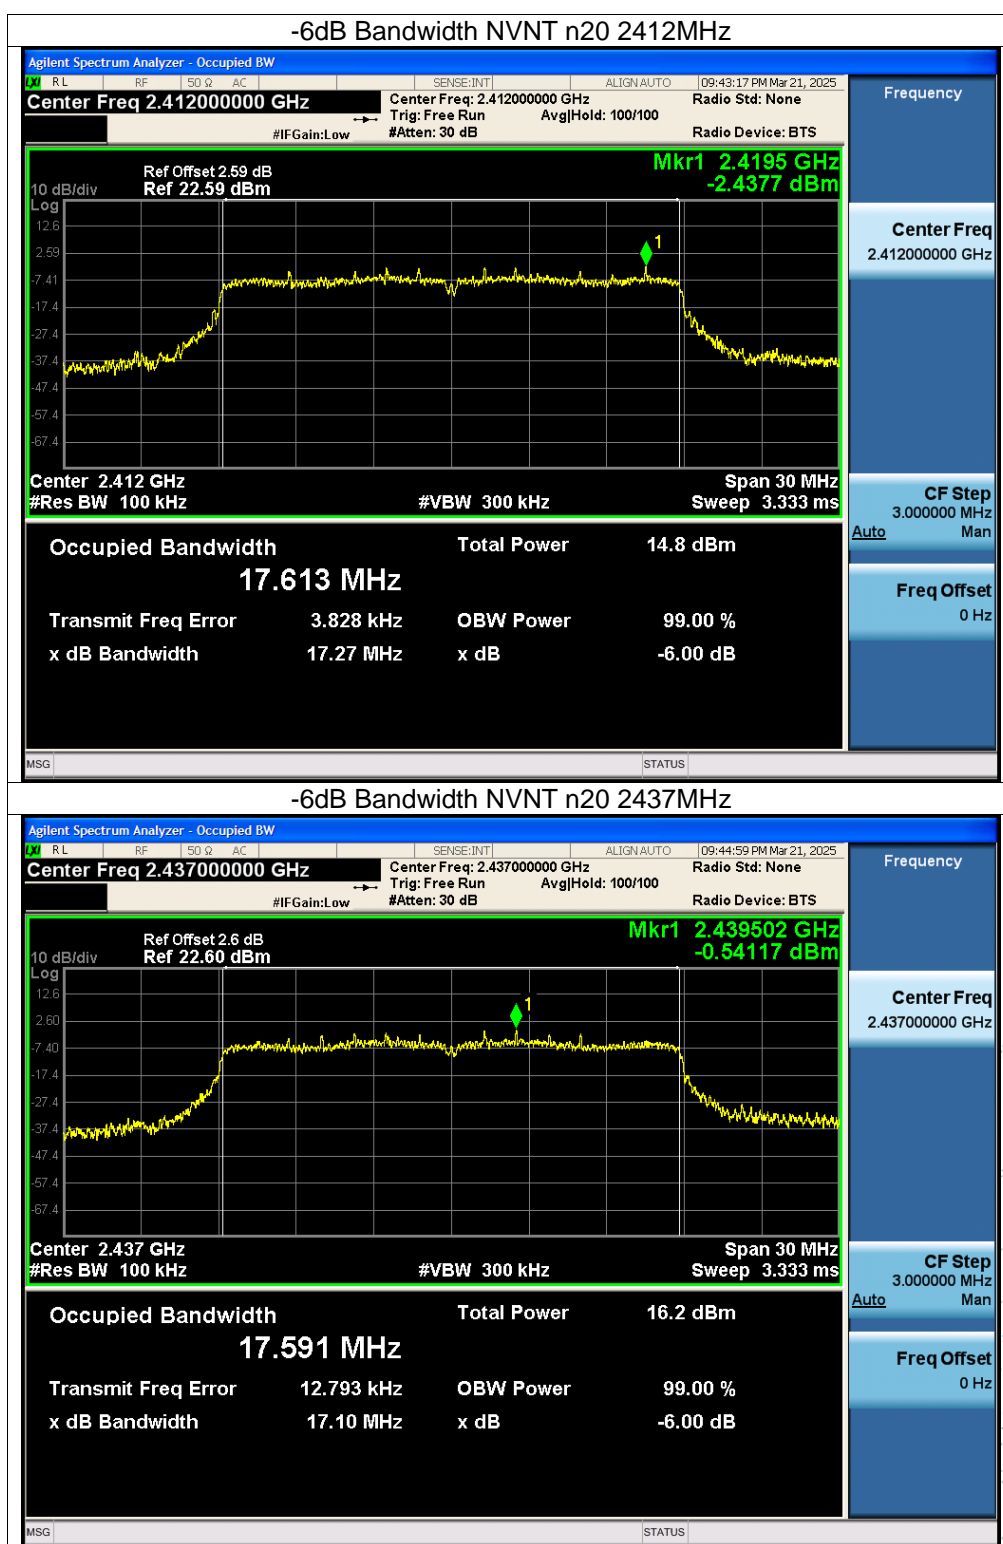 -6dB Bandwidth NVNT n20 2412MHz
Agilent Spectrum Analyzer - Occupied BW
LXI RL RF 50 Ω AC SENSE:INT ALIGN AUTO 09:43:17 PM Mar 21, 2025
Center Freq 2.412000000 GHz Center Freq: 2.412000000 GHz Radio Std: None
Trig: Free Run Avg|Hold: 100/100
#IFGain:Low #Atten: 30 dB Radio Device: BTS
Frequency
Mkr1 2.4195 GHz
-2.4377 dBm
Ref Offset 2.59 dB
10 dB/div Ref 22.59 dBm
Log
12.6
2.59
-7.41
-17.4
-27.4
-37.4
-47.4
-57.4
-67.4
1
Center 2.412 GHz Span 30 MHz
#Res BW 100 kHz #VBW 300 kHz Sweep 3.333 ms
Occupied Bandwidth Total Power 14.8 dBm
17.613 MHz
Transmit Freq Error 3.828 kHz OBW Power 99.00 %
x dB Bandwidth 17.27 MHz x dB -6.00 dB
Center Freq
2.412000000 GHz
CF Step
3.000000 MHz
Auto Man
Freq Offset
0 Hz
MSG STATUS
-6dB Bandwidth NVNT n20 2437MHz
Agilent Spectrum Analyzer - Occupied BW
LXI RL RF 50 Ω AC SENSE:INT ALIGN AUTO 09:44:59 PM Mar 21, 2025
Center Freq 2.437000000 GHz Center Freq: 2.437000000 GHz Radio Std: None
Trig: Free Run Avg|Hold: 100/100
#IFGain:Low #Atten: 30 dB Radio Device: BTS
Frequency
Mkr1 2.439502 GHz
-0.54117 dBm
Ref Offset 2.6 dB
10 dB/div Ref 22.60 dBm
Log
12.6
2.60
-7.40
-17.4
-27.4
-37.4
-47.4
-57.4
-67.4
1
Center 2.437 GHz Span 30 MHz
#Res BW 100 kHz #VBW 300 kHz Sweep 3.333 ms
Occupied Bandwidth Total Power 16.2 dBm
17.591 MHz
Transmit Freq Error 12.793 kHz OBW Power 99.00 %
x dB Bandwidth 17.10 MHz x dB -6.00 dB
Center Freq
2.437000000 GHz
CF Step
3.000000 MHz
Auto Man
Freq Offset
0 Hz
MSG STATUS